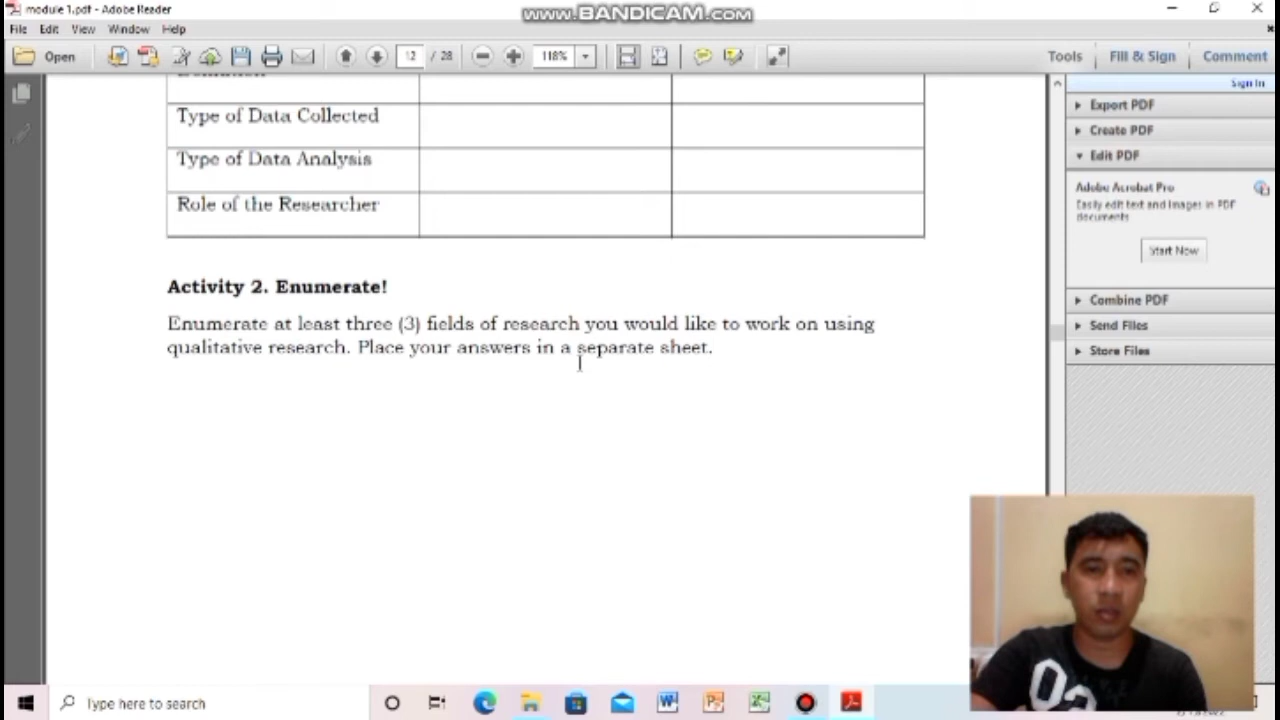 module 1.pdf - Adobe Reader
www.BANDICAM.com
File Edit View Window Help
Open
12 / 28
118%
Tools
Fill & Sign
Comment
Sign In
Type of Data Collected
Type of Data Analysis
Role of the Researcher
Activity 2. Enumerate!
Enumerate at least three (3) fields of research you would like to work on using
qualitative research. Place your answers in a separate sheet.
Export PDF
Create PDF
Edit PDF
Adobe Acrobat Pro
Easily edit text and images in PDF
documents
Start Now
Combine PDF
Send Files
Store Files
Type here to search